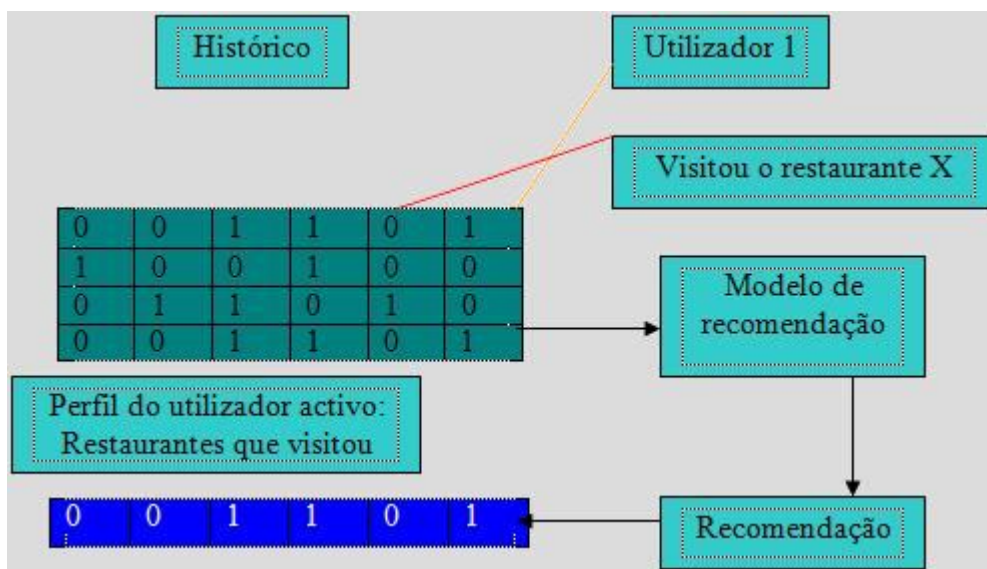 Histórico
Utilizador 1
Visitou o restaurante X
0 0 1 1 0 1
1 0 0 1 0 0
0 1 1 0 1 0
0 0 1 1 0 1
Modelo de
recomendação
Perfil do utilizador activo:
Restaurantes que visitou
0 0 1 1 0 1
Recomendação